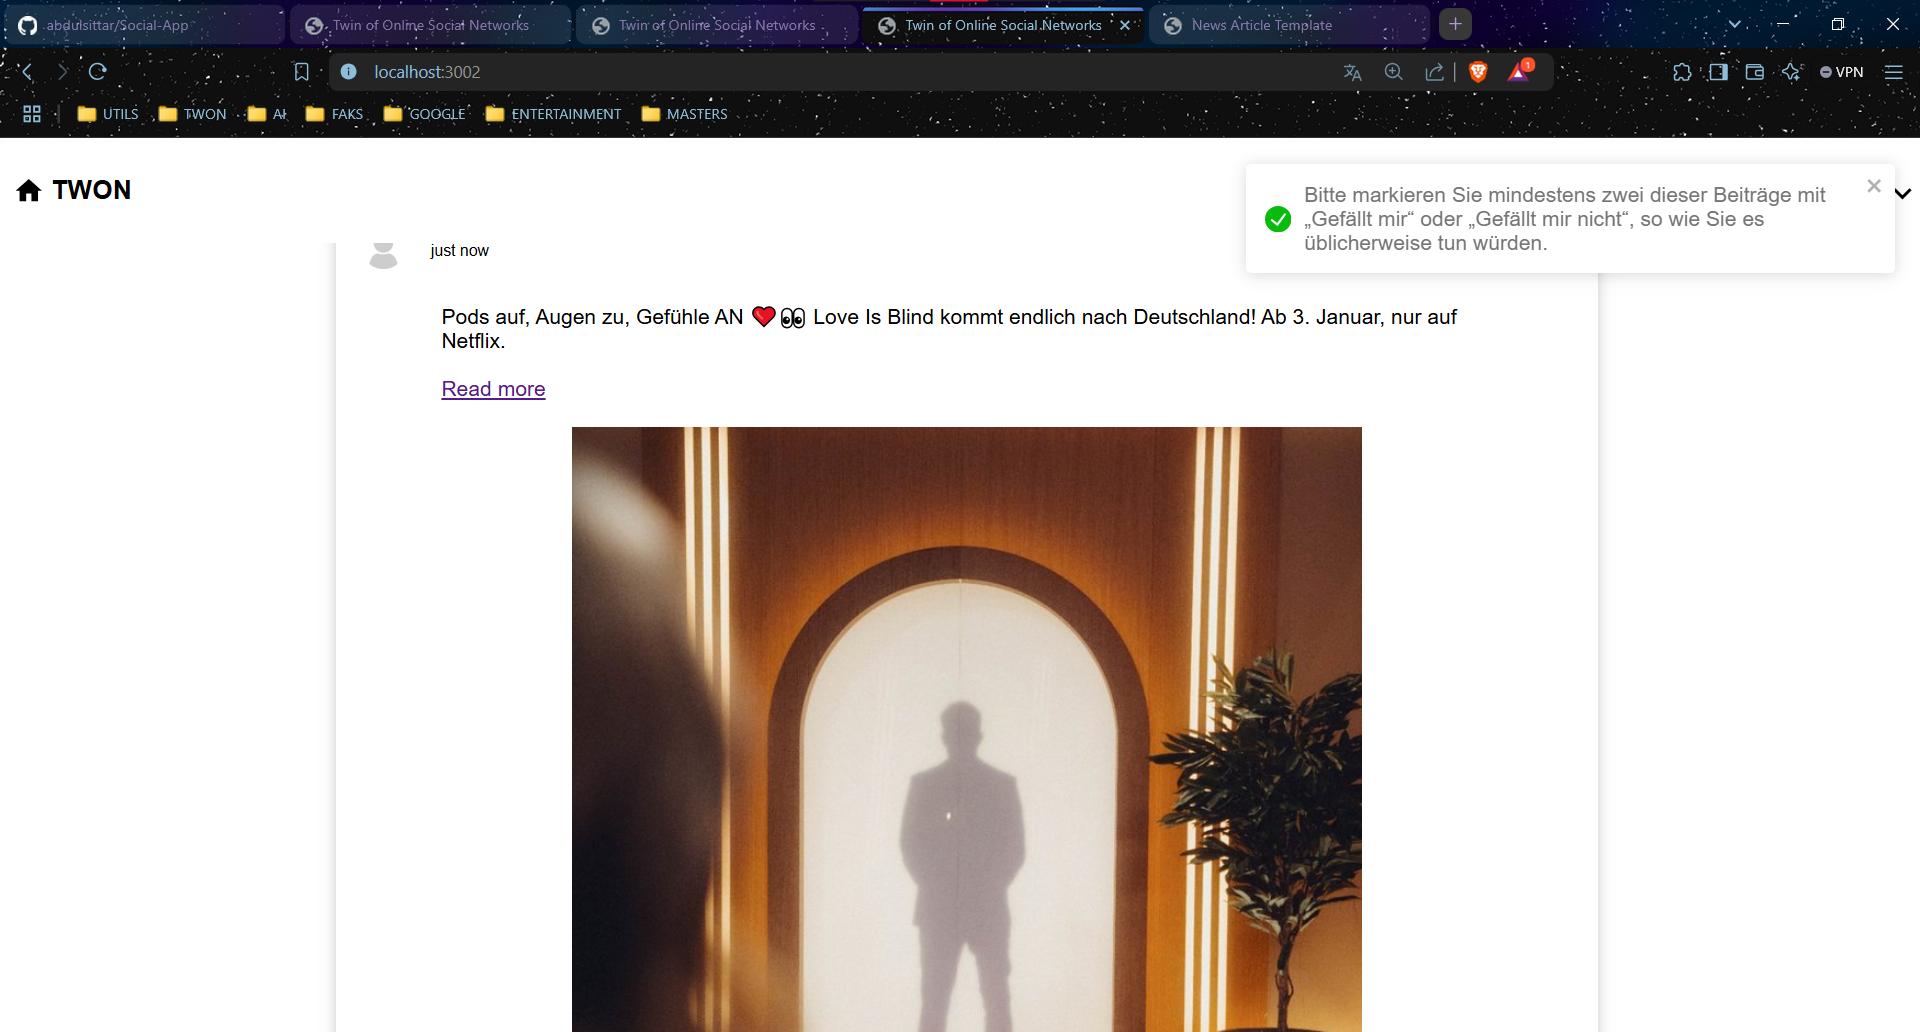 abdulsittar/Social-App
Twin of Online Social Networks
Twin of Online Social Networks
Twin of Online Social Networks
News Article Template
localhost:3002
1
VPN
UTILS
TWON
AI
FAKS
GOOGLE
ENTERTAINMENT
MASTERS
TWON
Bitte markieren Sie mindestens zwei dieser Beiträge mit
„Gefällt mir“ oder „Gefällt mir nicht“, so wie Sie es
üblicherweise tun würden.
just now
Pods auf, Augen zu, Gefühle AN ❤️👀 Love Is Blind kommt endlich nach Deutschland! Ab 3. Januar, nur auf
Netflix.
Read more